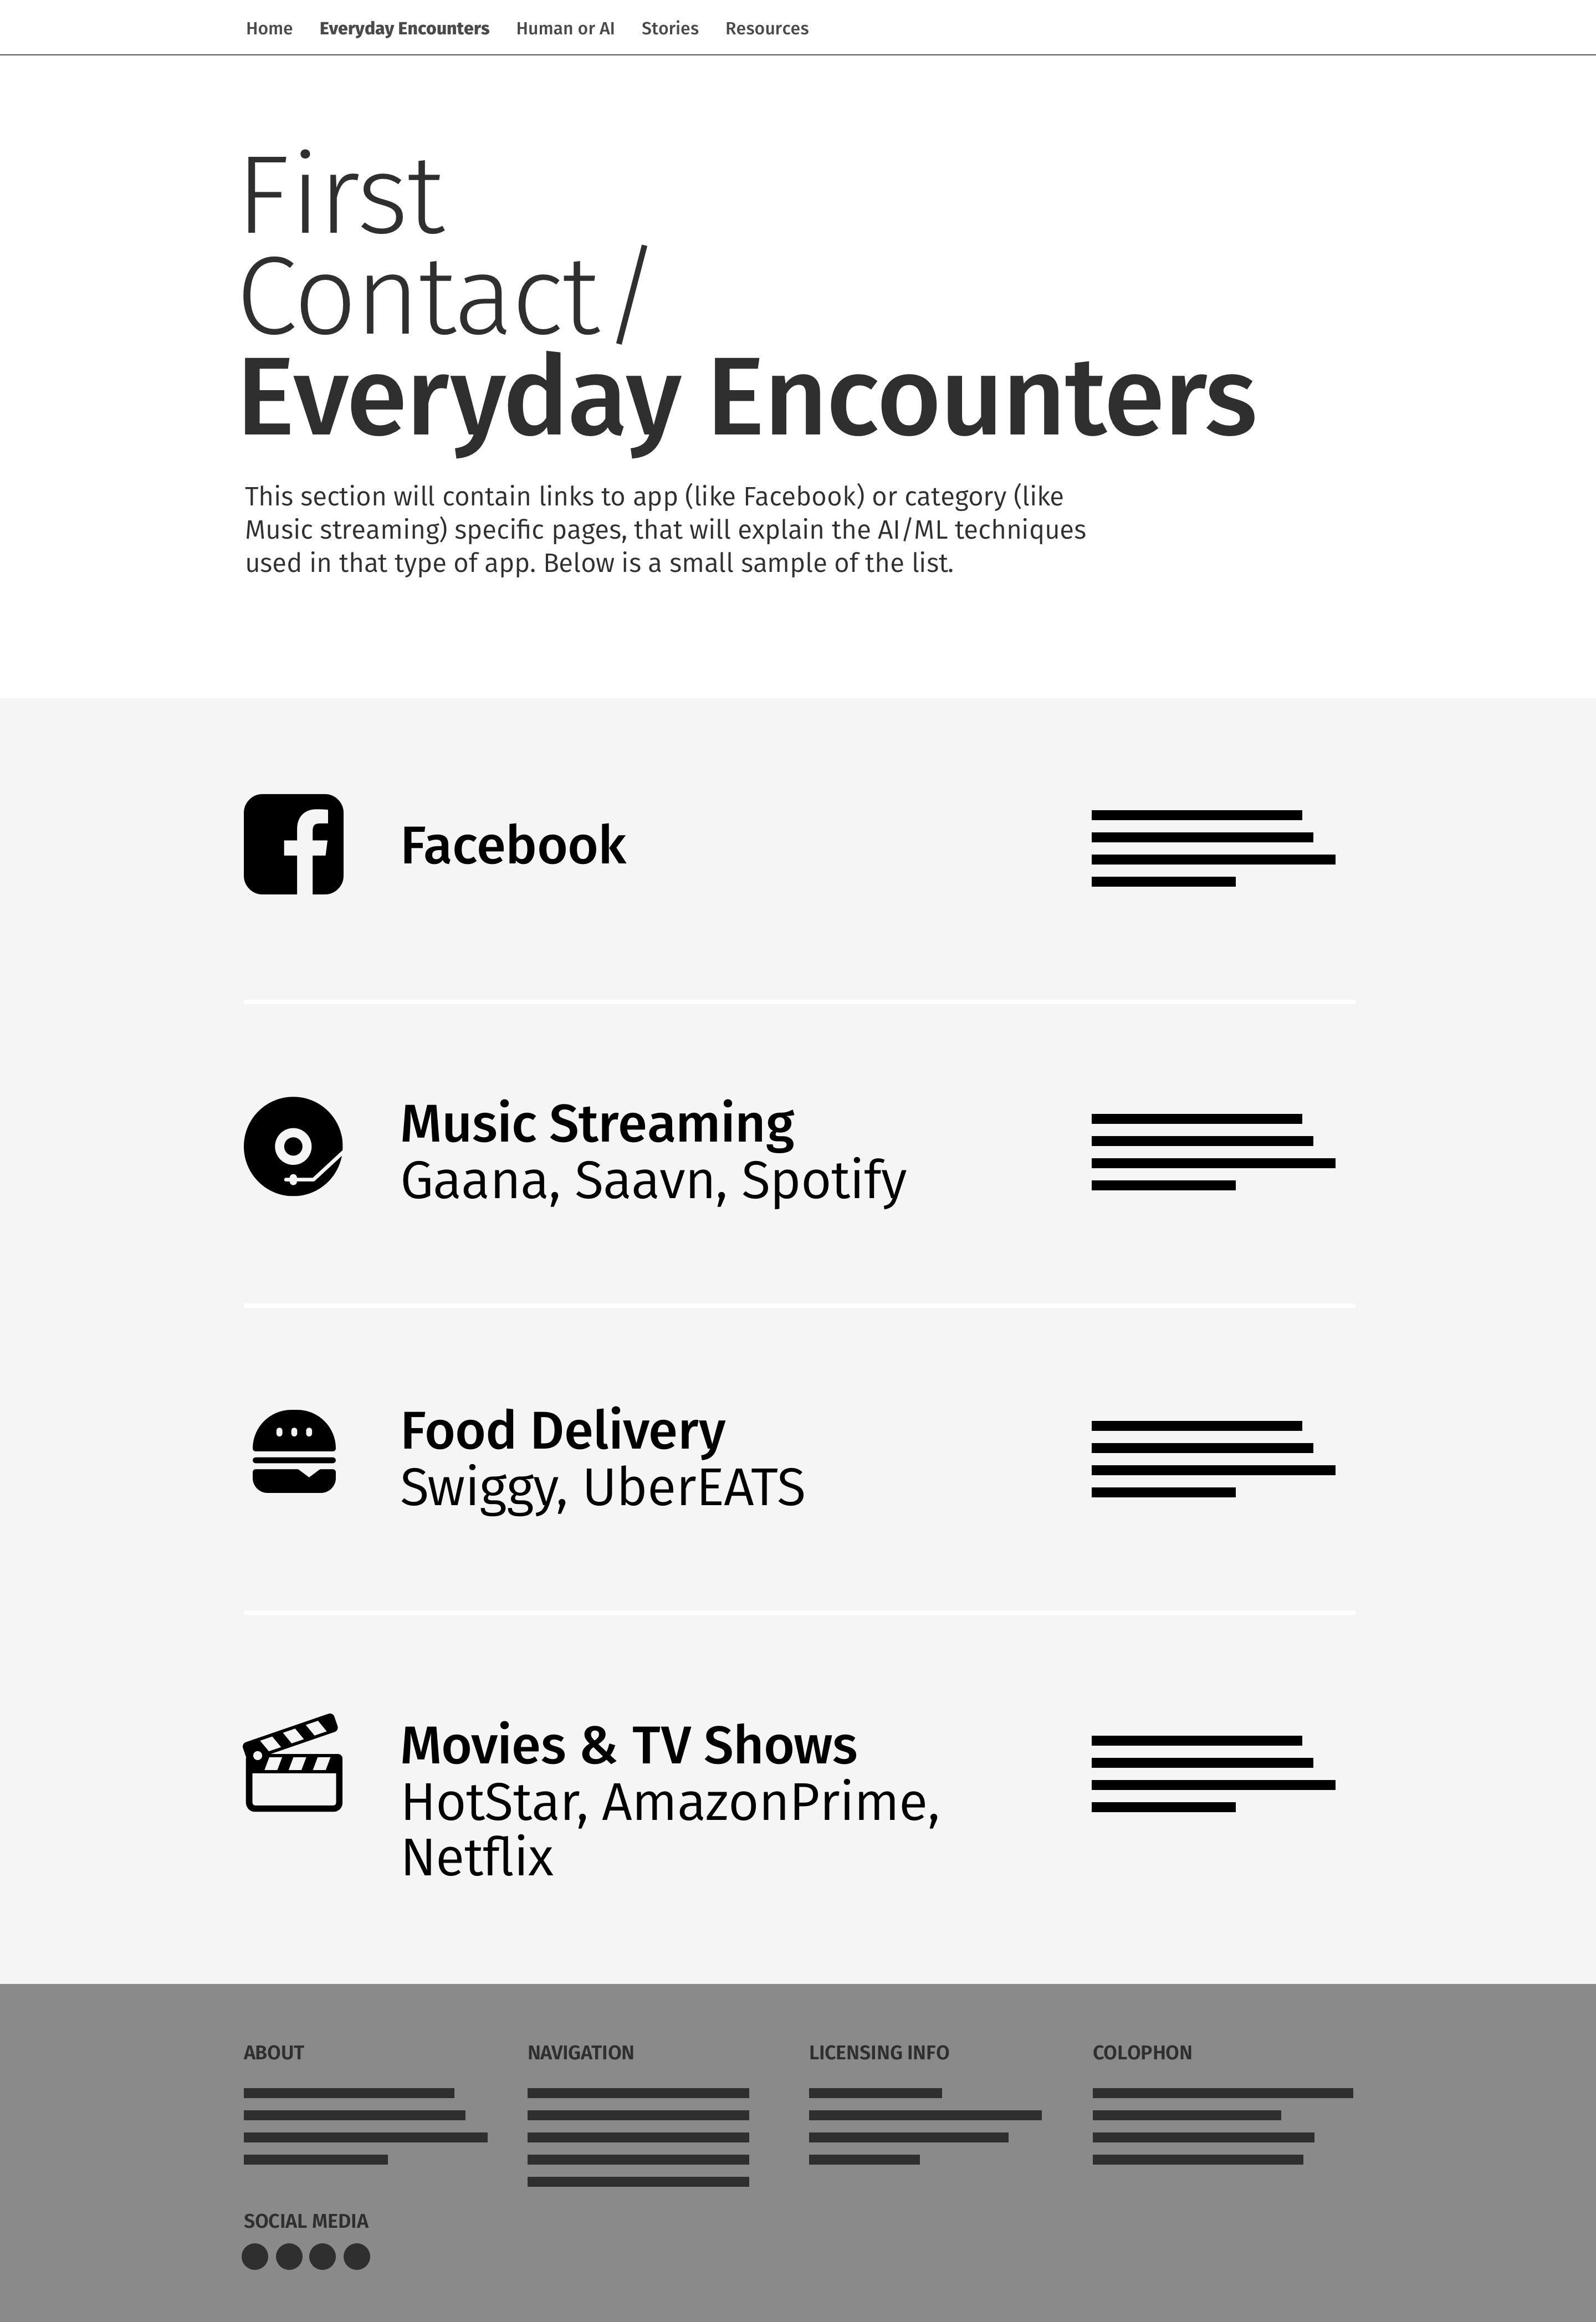 Home Everyday Encounters Human or AI Stories Resources
First
Contact/
Everyday Encounters
This section will contain links to app (like Facebook) or category (like
Music streaming) specific pages, that will explain the AI/ML techniques
used in that type of app. Below is a small sample of the list.
Facebook
Music Streaming
Gaana, Saavn, Spotify
Food Delivery
Swiggy, UberEATS
Movies & TV Shows
HotStar, AmazonPrime,
Netflix
ABOUT NAVIGATION LICENSING INFO COLOPHON
SOCIAL MEDIA